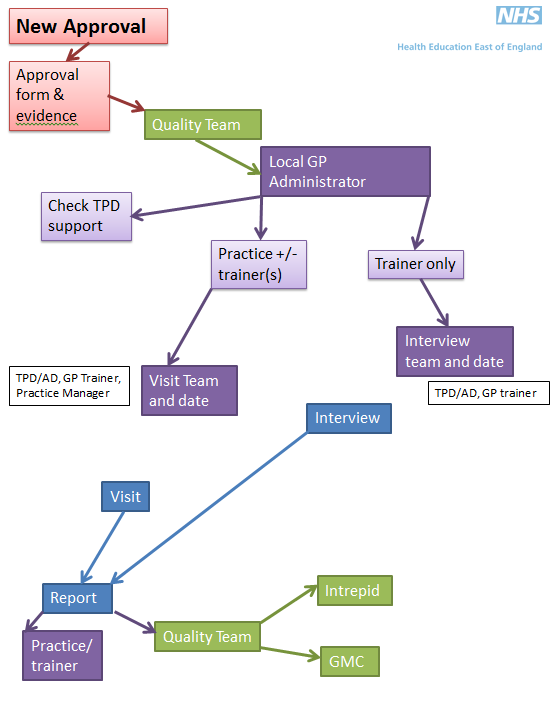 New Approval
NHS
Health Education East of England
Approval
form &
evidence
Quality Team
Local GP
Administrator
Check TPD
support
Practice +/-
trainer(s)
Trainer only
Interview
team and date
TPD/AD, GP Trainer,
Practice Manager
Visit Team
and date
TPD/AD, GP trainer
Interview
Visit
Report
Intrepid
Quality Team
Practice/
trainer
GMC